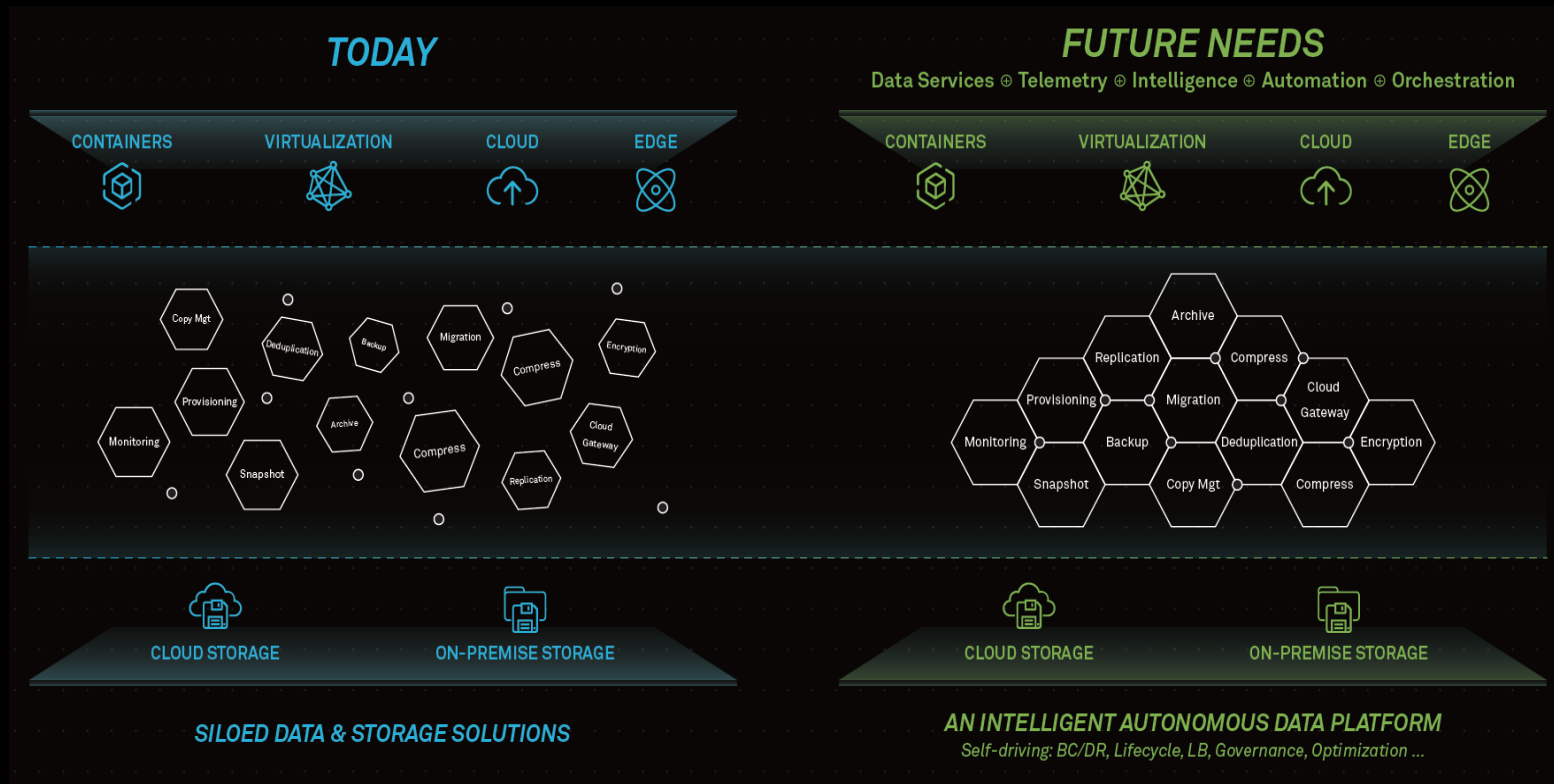 TODAY
CONTAINERS
VIRTUALIZATION
CLOUD
EDGE
Copy Mgt
Deduplication
Backup
Migration
Compress
Encryption
Provisioning
Monitoring
Archive
Compress
Cloud
Gateway
Snapshot
Replication
CLOUD STORAGE
ON-PREMISE STORAGE
SILOED DATA & STORAGE SOLUTIONS
FUTURE NEEDS
Data Services ⊕ Telemetry ⊕ Intelligence ⊕ Automation ⊕ Orchestration
CONTAINERS
VIRTUALIZATION
CLOUD
EDGE
Archive
Replication
Compress
Provisioning
Migration
Cloud
Gateway
Monitoring
Backup
Deduplication
Encryption
Snapshot
Copy Mgt
Compress
CLOUD STORAGE
ON-PREMISE STORAGE
AN INTELLIGENT AUTONOMOUS DATA PLATFORM
Self-driving: BC/DR, Lifecycle, LB, Governance, Optimization ...